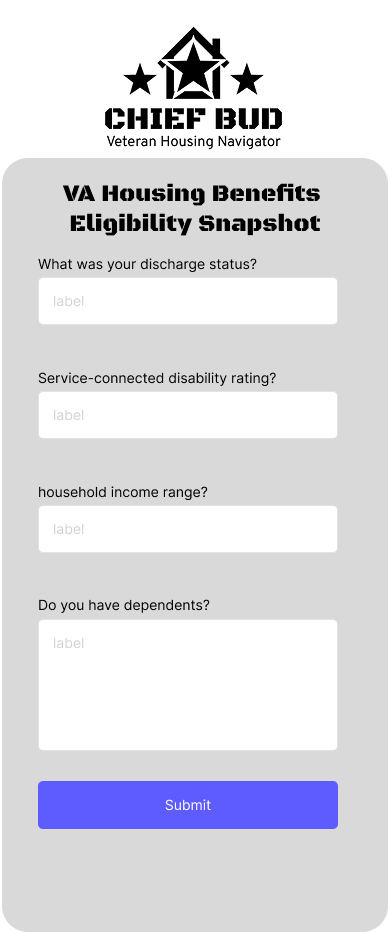 CHIEF BUD
Veteran Housing Navigator
VA Housing Benefits
Eligibility Snapshot
What was your discharge status?
label
Service-connected disability rating?
label
household income range?
label
Do you have dependents?
label
Submit